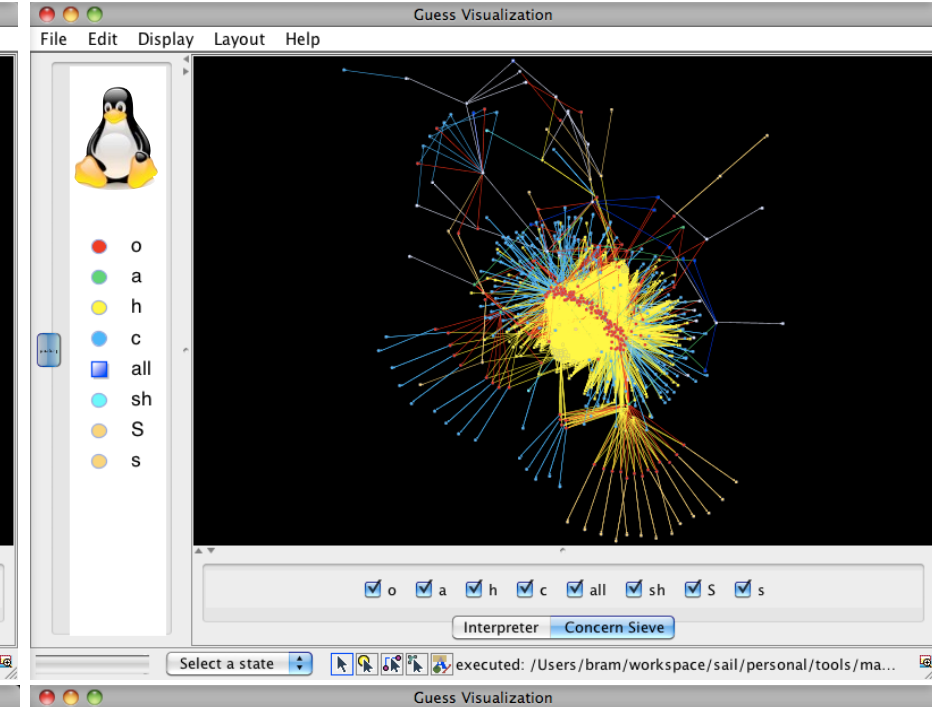 Guess Visualization
File Edit Display Layout Help
o
a
h
c
all
sh
S
s
o a h c all sh S s
Interpreter Concern Sieve
Select a state executed: /Users/bram/workspace/sail/personal/tools/ma...
Guess Visualization